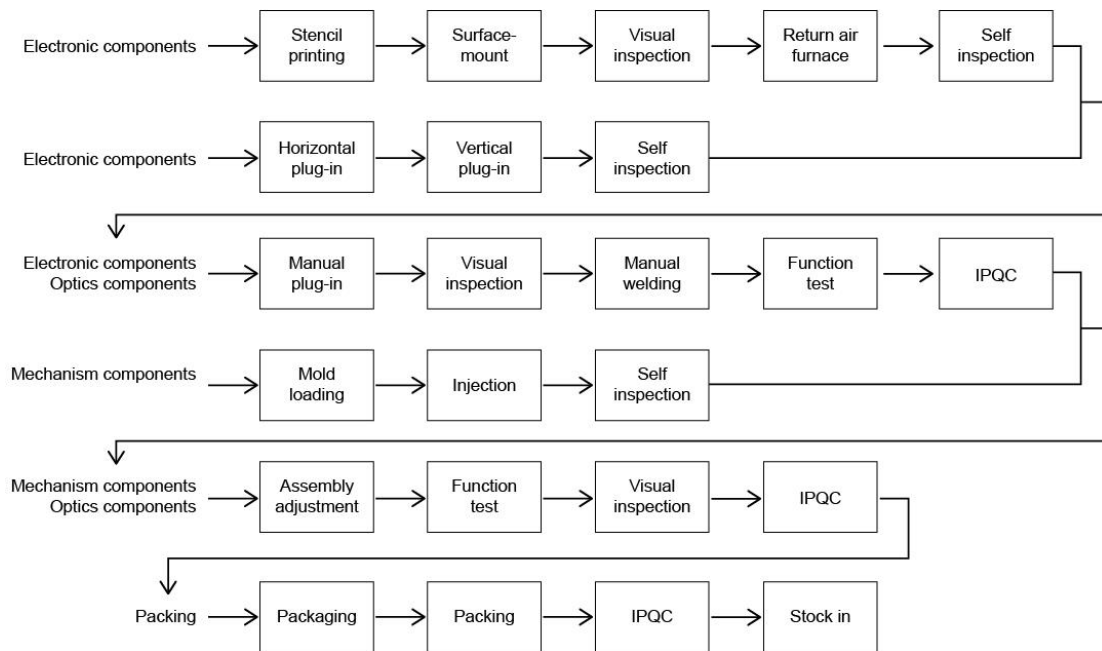 Electronic components
Stencil
printing
Surface-
mount
Visual
inspection
Return air
furnace
Self
inspection
Electronic components
Horizontal
plug-in
Vertical
plug-in
Self
inspection
Electronic components
Optics components
Manual
plug-in
Visual
inspection
Manual
welding
Function
test
IPQC
Mechanism components
Mold
loading
Injection
Self
inspection
Mechanism components
Optics components
Assembly
adjustment
Function
test
Visual
inspection
IPQC
Packing
Packaging
Packing
IPQC
Stock in